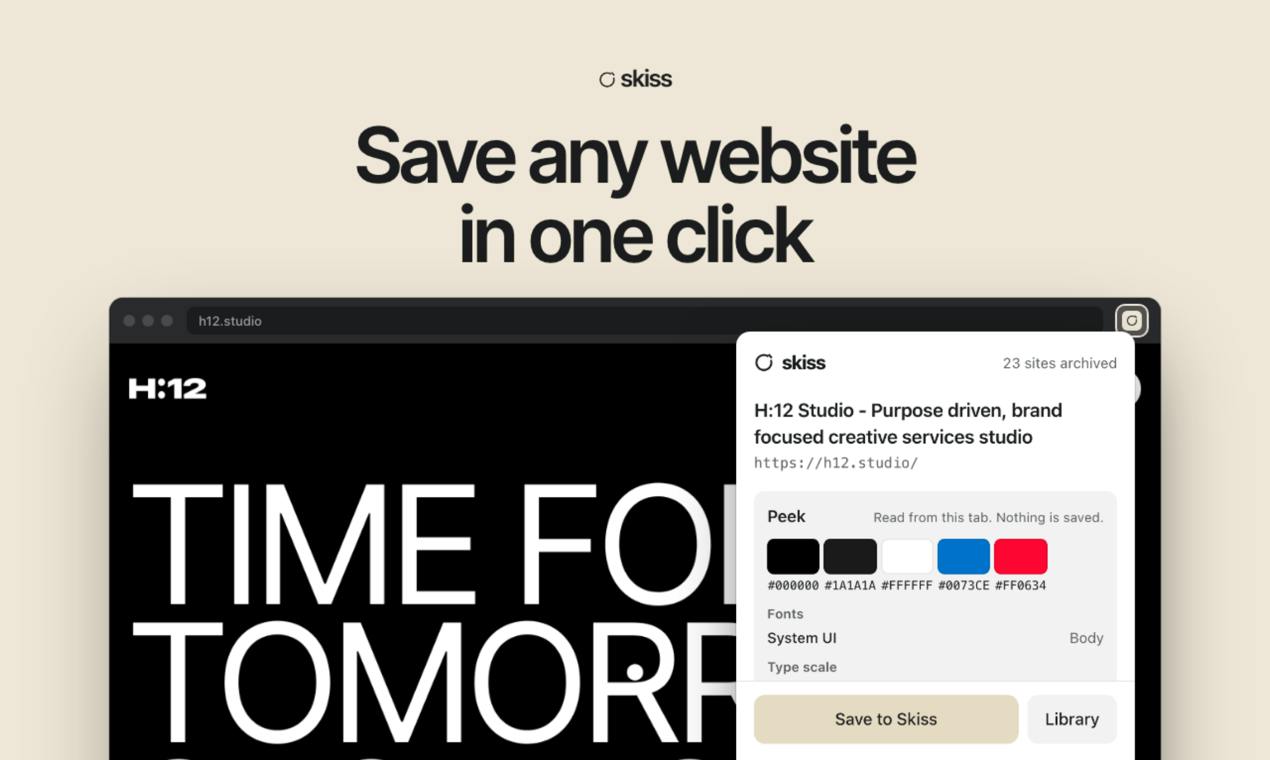 skiss
Save any website
in one click
h12.studio
H:12
TIME FO
TOMOR
skiss
23 sites archived
H:12 Studio - Purpose driven, brand
focused creative services studio
https://h12.studio/
Peek
Read from this tab. Nothing is saved.
#000000 #1A1A1A #FFFFFF #0073CE #FF0634
Fonts
System UI
Body
Type scale
Save to Skiss
Library